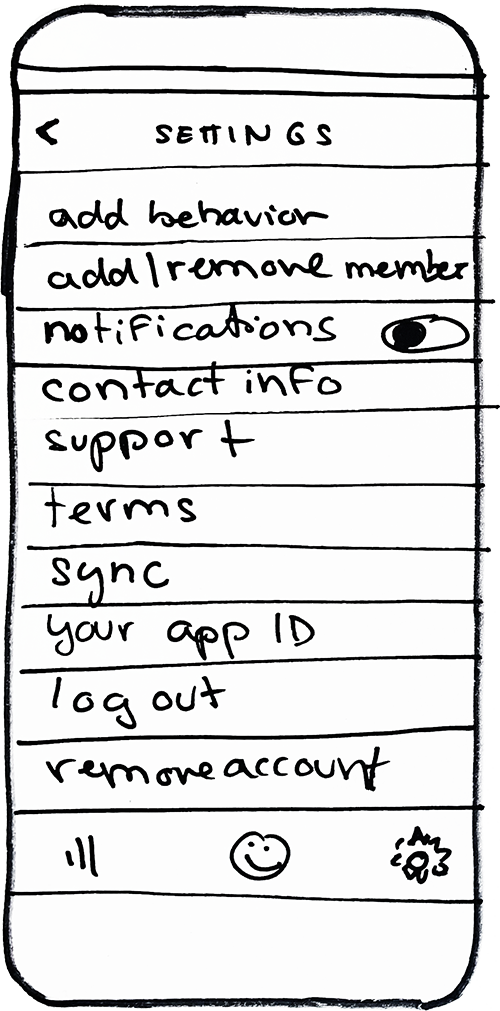 < SETTINGS
add behavior
add/remove member
notifications
contact info
support
terms
sync
your app ID
log out
remove account